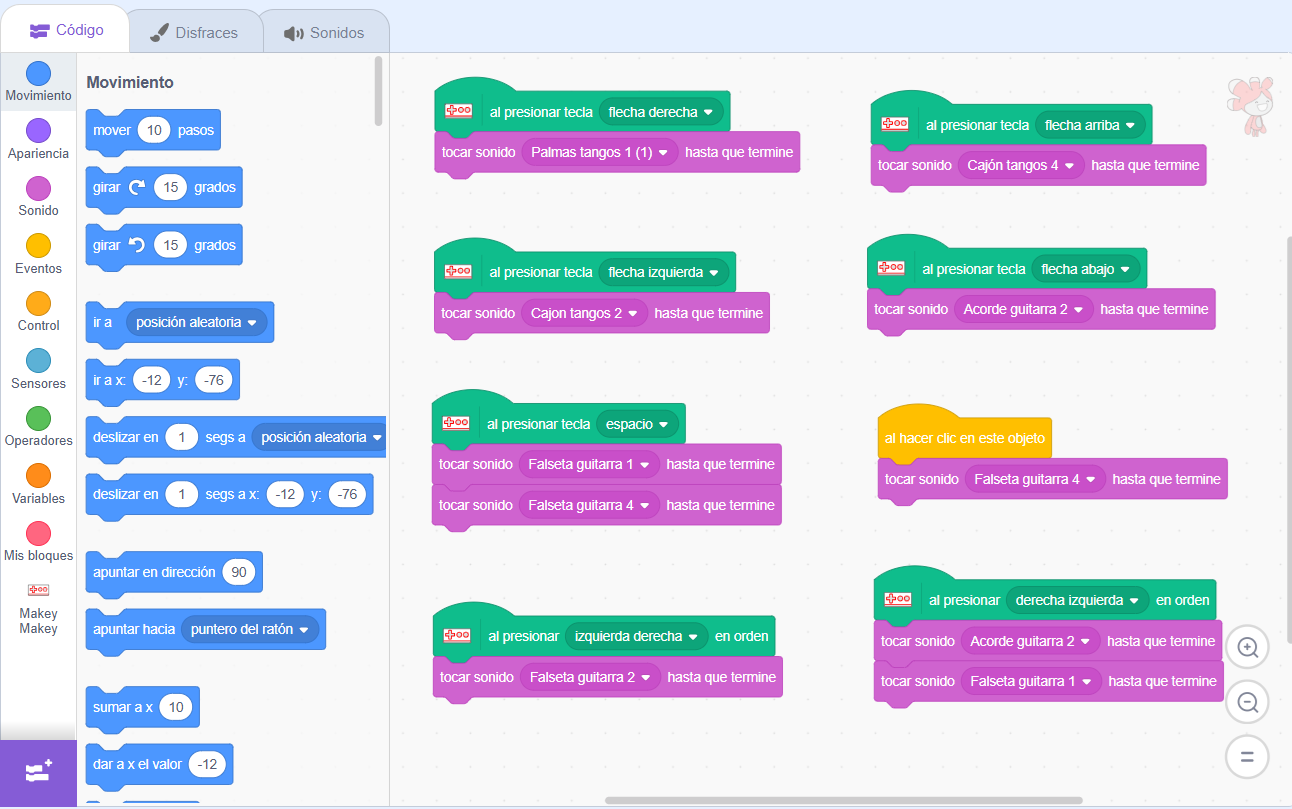 Código
Disfraces
Sonidos
Movimiento
Apariencia
Sonido
Eventos
Control
Sensores
Operadores
Variables
Mis bloques
Makey
Makey
Movimiento
mover 10 pasos
girar 15 grados
girar 15 grados
ir a posición aleatoria
ir a x: -12 y: -76
deslizar en 1 segs a posición aleatoria
deslizar en 1 segs a x: -12 y: -76
apuntar en dirección 90
apuntar hacia puntero del ratón
sumar a x 10
dar a x el valor -12
al presionar tecla flecha derecha
tocar sonido Palmas tangos 1 (1) hasta que termine
al presionar tecla flecha arriba
tocar sonido Cajón tangos 4 hasta que termine
al presionar tecla flecha izquierda
tocar sonido Cajon tangos 2 hasta que termine
al presionar tecla flecha abajo
tocar sonido Acorde guitarra 2 hasta que termine
al presionar tecla espacio
tocar sonido Falseta guitarra 1 hasta que termine
tocar sonido Falseta guitarra 4 hasta que termine
al hacer clic en este objeto
tocar sonido Falseta guitarra 4 hasta que termine
al presionar izquierda derecha en orden
tocar sonido Falseta guitarra 2 hasta que termine
al presionar derecha izquierda en orden
tocar sonido Acorde guitarra 2 hasta que termine
tocar sonido Falseta guitarra 1 hasta que termine